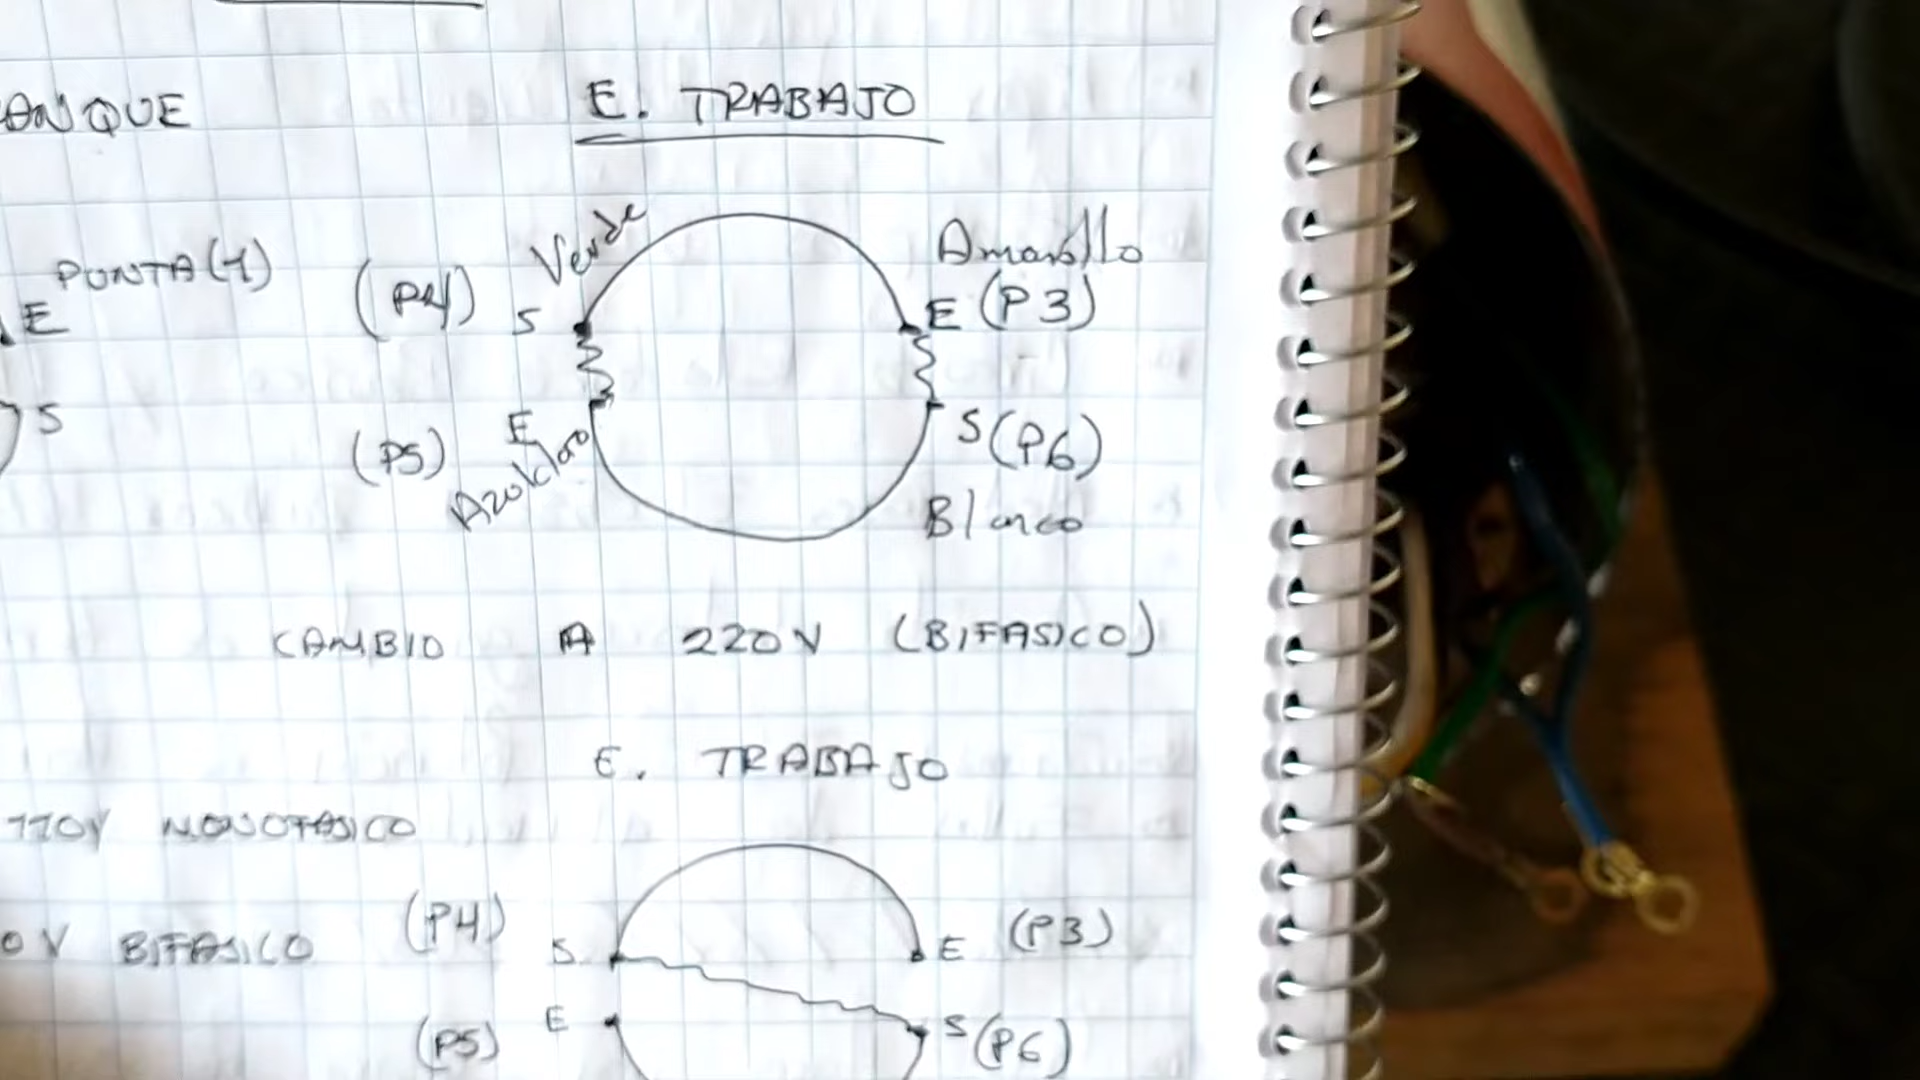 ANQUE
E. TRABAJO
Verde
Amarillo
PUNTA(1)
(P4) S
E (P3)
E
S
(P5) E
Azul claro
S (P6)
Blanco
CAMBIO A 220V (BIFASICO)
E. TRABAJO
110V MONOFASICO
(P4) S
E (P3)
0V BIFASICO
(P5) E
S (P6)